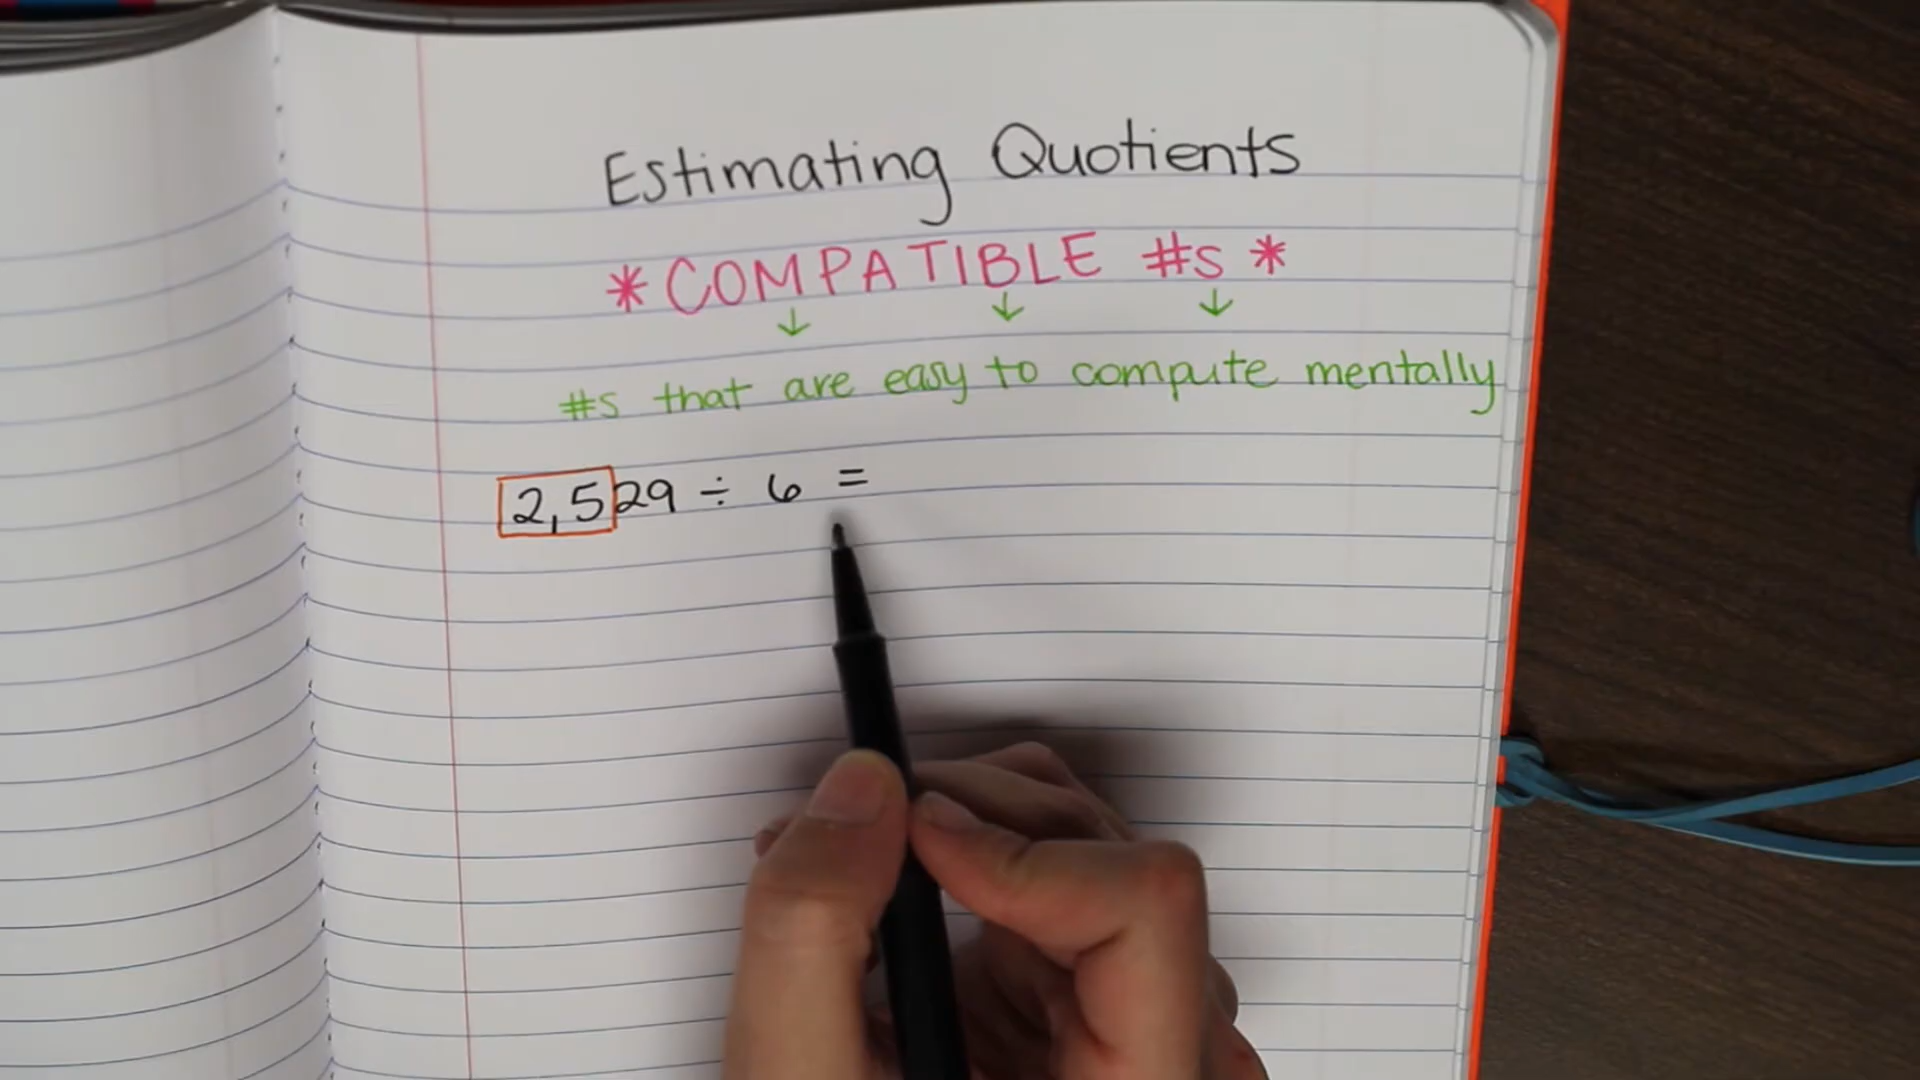 Estimating Quotients
*COMPATIBLE #s*
↓ ↓ ↓
#s that are easy to compute mentally
2,529 ÷ 6 =